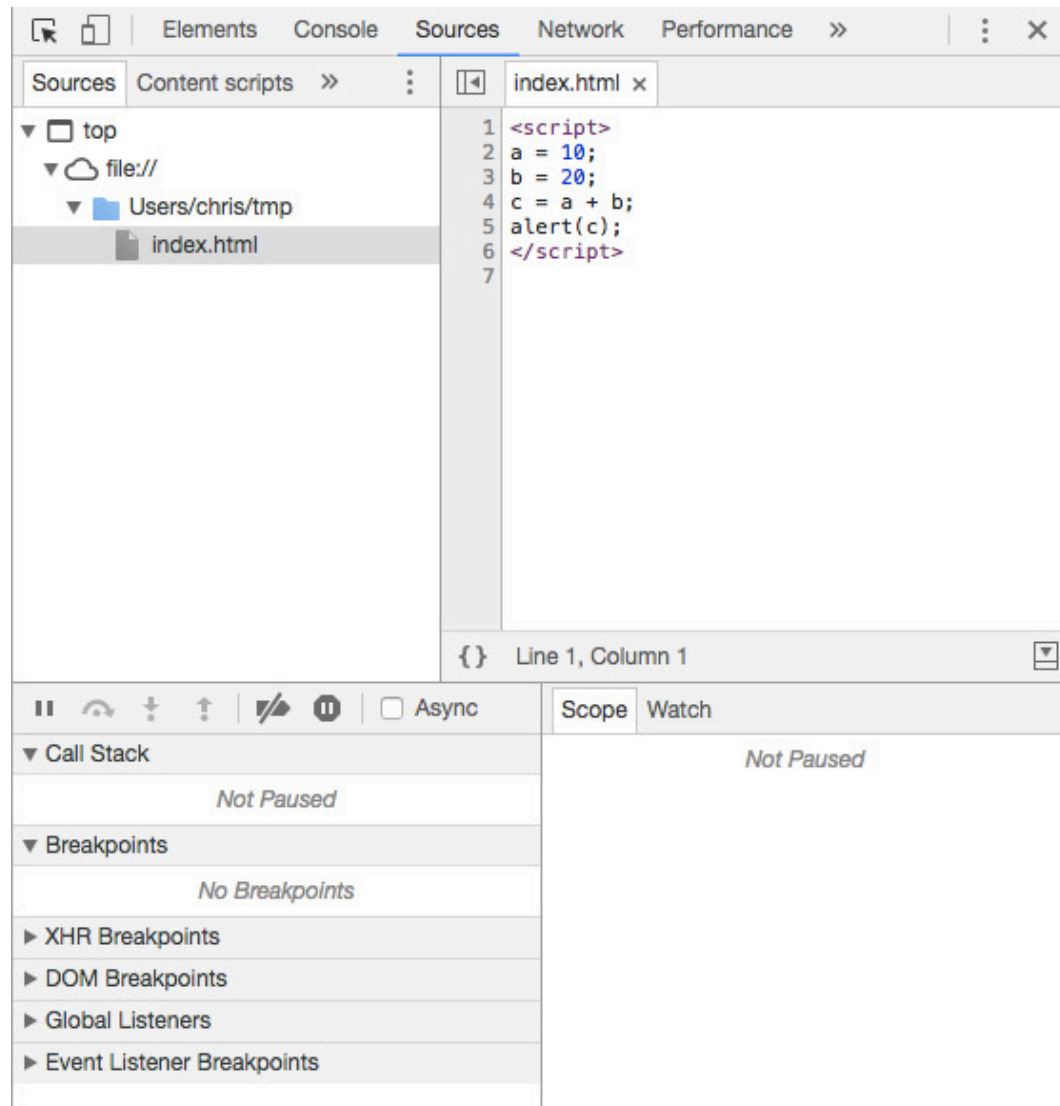 Elements Console Sources Network Performance »
Sources Content scripts »
index.html ×
top
file://
Users/chris/tmp
index.html
1 <script>
2 a = 10;
3 b = 20;
4 c = a + b;
5 alert(c);
6 </script>
7
{} Line 1, Column 1
Async
Scope Watch
Call Stack
Not Paused
Breakpoints
No Breakpoints
XHR Breakpoints
DOM Breakpoints
Global Listeners
Event Listener Breakpoints
Not Paused